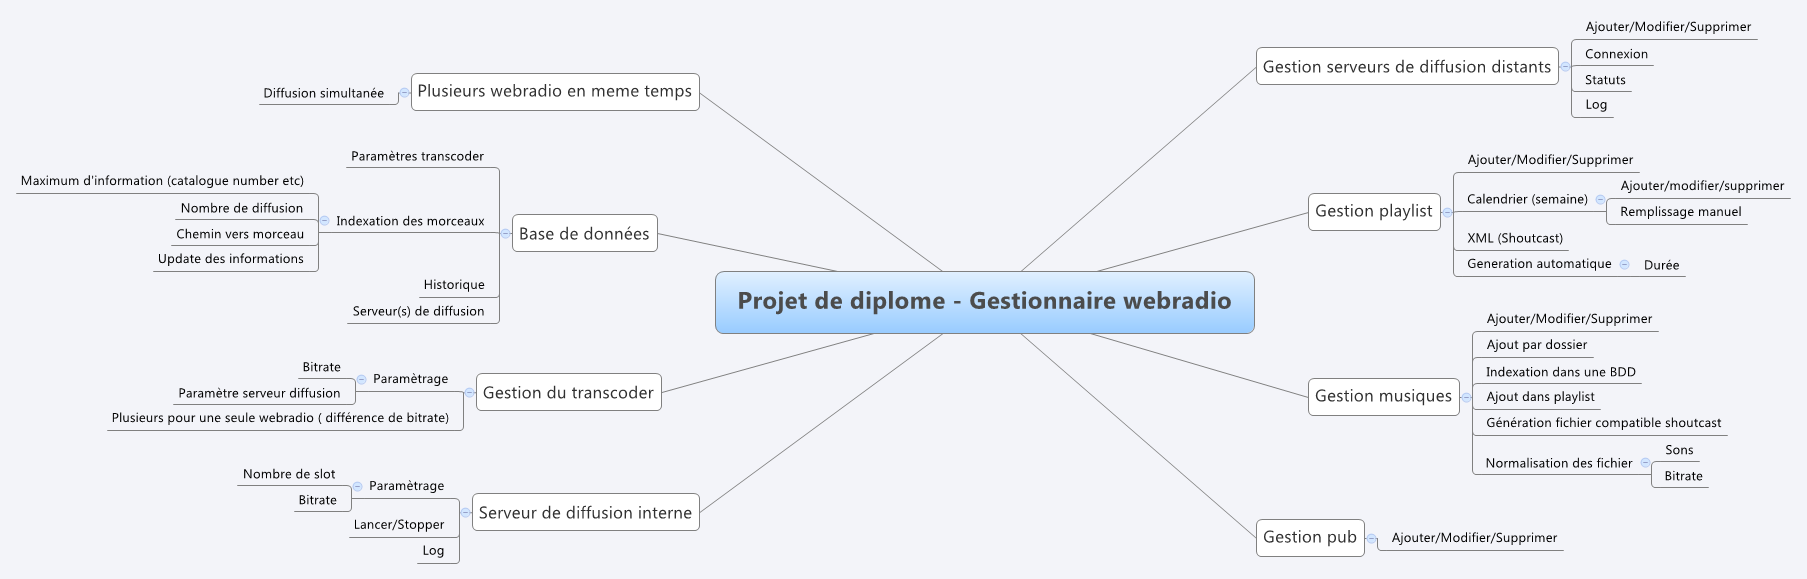 Projet de diplome - Gestionnaire webradio
Plusieurs webradio en meme temps
Diffusion simultanée
Base de données
Paramètres transcoder
Indexation des morceaux
Maximum d'information (catalogue number etc)
Nombre de diffusion
Chemin vers morceau
Update des informations
Historique
Serveur(s) de diffusion
Gestion du transcoder
Paramètrage
Bitrate
Paramètre serveur diffusion
Plusieurs pour une seule webradio ( différence de bitrate)
Serveur de diffusion interne
Paramètrage
Nombre de slot
Bitrate
Lancer/Stopper
Log
Gestion serveurs de diffusion distants
Ajouter/Modifier/Supprimer
Connexion
Statuts
Log
Gestion playlist
Ajouter/Modifier/Supprimer
Calendrier (semaine)
Ajouter/modifier/supprimer
Remplissage manuel
XML (Shoutcast)
Generation automatique
Durée
Gestion musiques
Ajouter/Modifier/Supprimer
Ajout par dossier
Indexation dans une BDD
Ajout dans playlist
Génération fichier compatible shoutcast
Normalisation des fichier
Sons
Bitrate
Gestion pub
Ajouter/Modifier/Supprimer